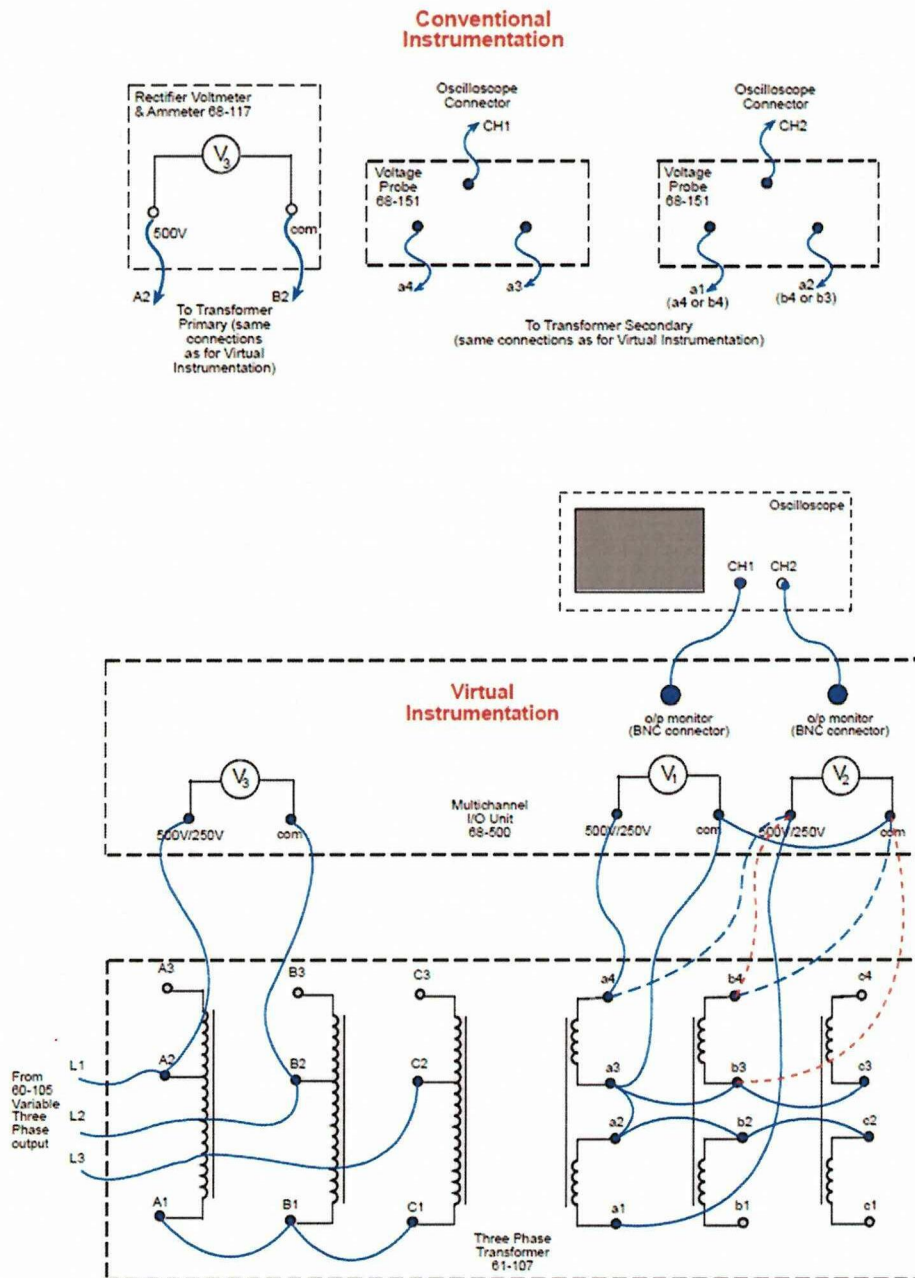 Conventional
Instrumentation
Rectifier Voltmeter
& Ammeter 68-117
V3
500V
com
A2
B2
To Transformer
Primary (same
connections
as for Virtual
Instrumentation)
Oscilloscope
Connector
CH1
Voltage
Probe
68-151
a4
a3
Oscilloscope
Connector
CH2
Voltage
Probe
68-151
a1
(a4 or b4)
a2
(b4 or b3)
To Transformer Secondary
(same connections as for Virtual Instrumentation)
Oscilloscope
CH1
CH2
Virtual
Instrumentation
o/p monitor
(BNC connector)
o/p monitor
(BNC connector)
V3
500V/250V
com
Multichannel
I/O Unit
68-500
V1
500V/250V
com
V2
500V/250V
com
A3
B3
C3
a4
b4
c4
From
60-105
Variable
Three
Phase
output
L1
L2
L3
A2
B2
C2
a3
b3
c3
a2
b2
c2
A1
B1
C1
a1
b1
c1
Three Phase
Transformer
61-107